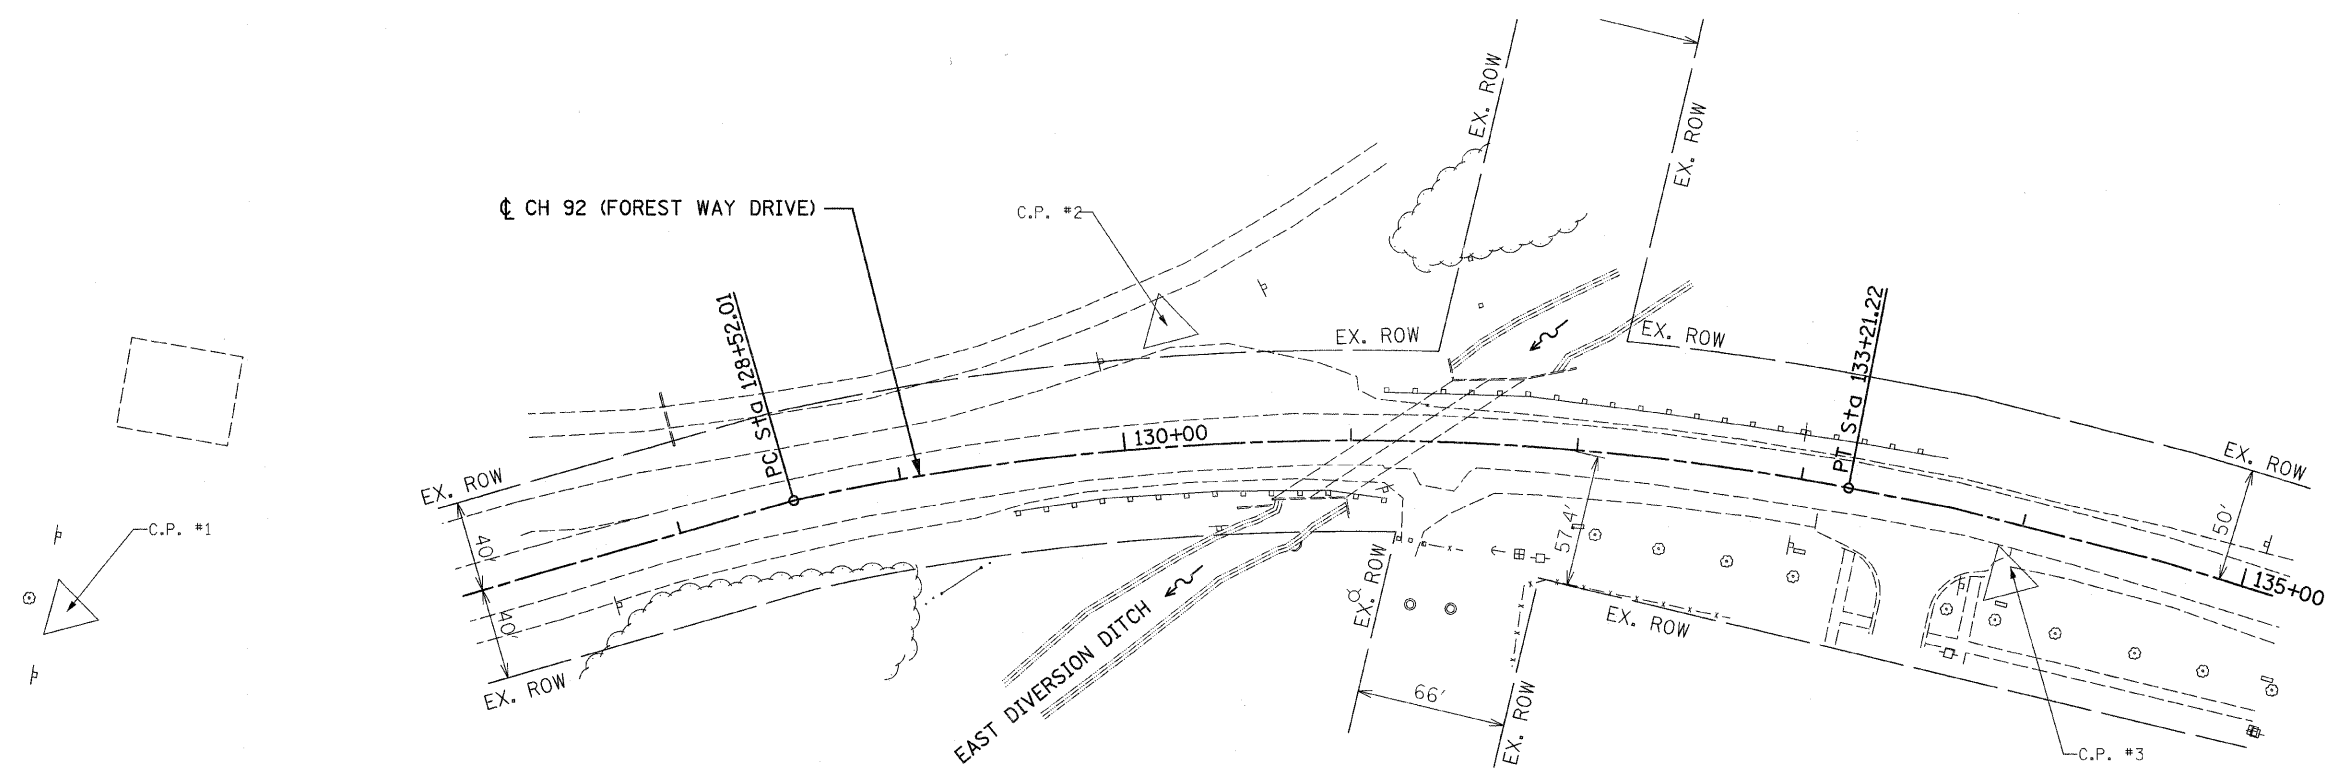 EX. ROW
EX. ROW
℄ CH 92 (FOREST WAY DRIVE)
C.P. #2
PC Sta 128+52.01
EX. ROW
EX. ROW
PT Sta 133+21.22
130+00
EX. ROW
EX. ROW
C.P. #1
40'
40'
EX. ROW
57.4'
50'
135+00
EX. ROW
EX. ROW
EAST DIVERSION DITCH
66'
EX. ROW
C.P. #3